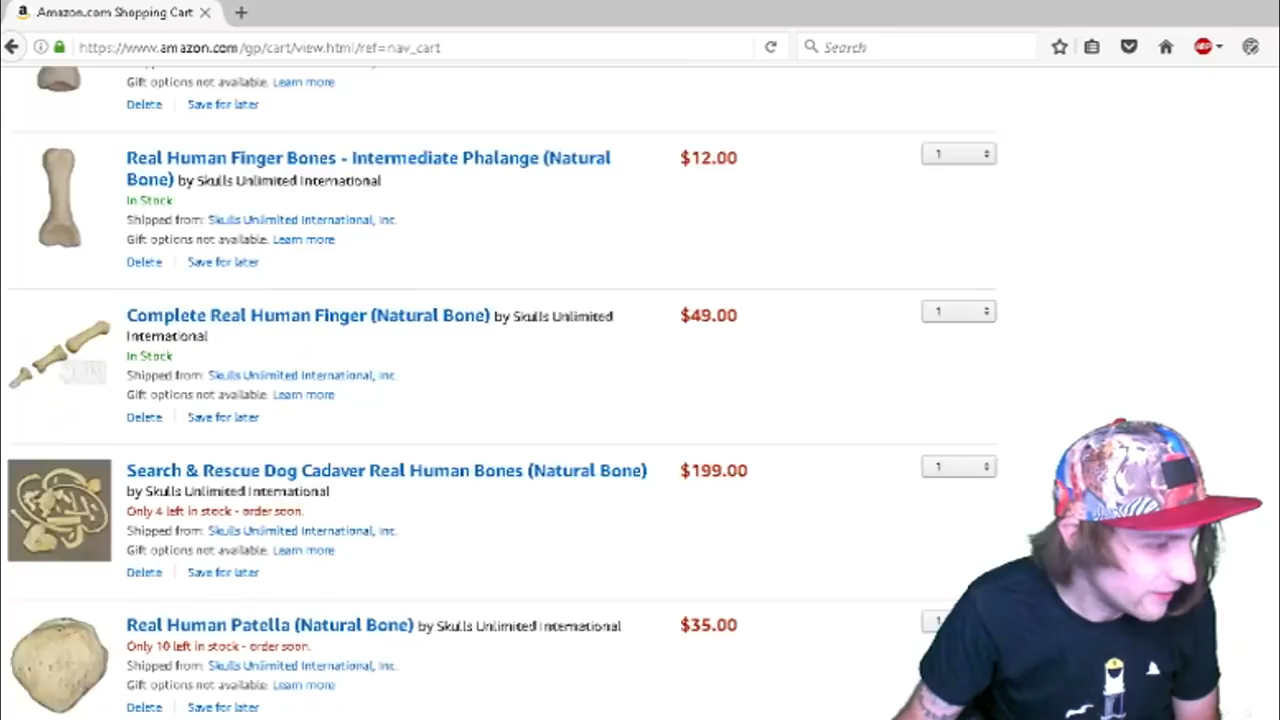 Amazon.com Shopping Cart
https://www.amazon.com/gp/cart/view.html/ref=nav_cart
Search
ABP
Gift options not available. Learn more
Delete Save for later
Real Human Finger Bones - Intermediate Phalange (Natural $12.00 1
Bone) by Skulls Unlimited International
In Stock
Shipped from: Skulls Unlimited International, Inc.
Gift options not available. Learn more
Delete Save for later
Complete Real Human Finger (Natural Bone) by Skulls Unlimited $49.00 1
International
In Stock
Shipped from: Skulls Unlimited International, Inc.
Gift options not available. Learn more
Delete Save for later
Search & Rescue Dog Cadaver Real Human Bones (Natural Bone) $199.00 1
by Skulls Unlimited International
Only 4 left in stock - order soon.
Shipped from: Skulls Unlimited International, Inc.
Gift options not available. Learn more
Delete Save for later
Real Human Patella (Natural Bone) by Skulls Unlimited International $35.00 1
Only 10 left in stock - order soon.
Shipped from: Skulls Unlimited International, Inc.
Gift options not available. Learn more
Delete Save for later